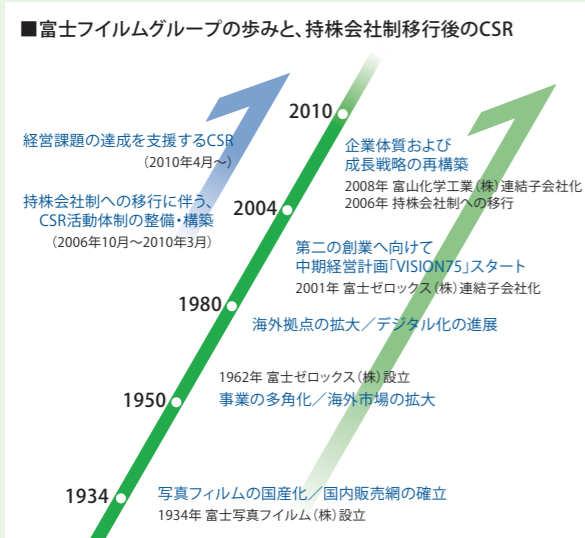 ■富士フイルムグループの歩みと、持株会社制移行後のCSR
2010
経営課題の達成を支援するCSR
(2010年4月〜)
企業体質および
成長戦略の再構築
2008年 富山化学工業(株)連結子会社化
2006年 持株会社制への移行
持株会社制への移行に伴う、
CSR活動体制の整備・構築
(2006年10月〜2010年3月)
2004
第二の創業へ向けて
中期経営計画「VISION75」スタート
2001年 富士ゼロックス(株)連結子会社化
1980
海外拠点の拡大/デジタル化の進展
1962年 富士ゼロックス(株)設立
1950
事業の多角化/海外市場の拡大
1934
写真フィルムの国産化/国内販売網の確立
1934年 富士写真フイルム(株)設立